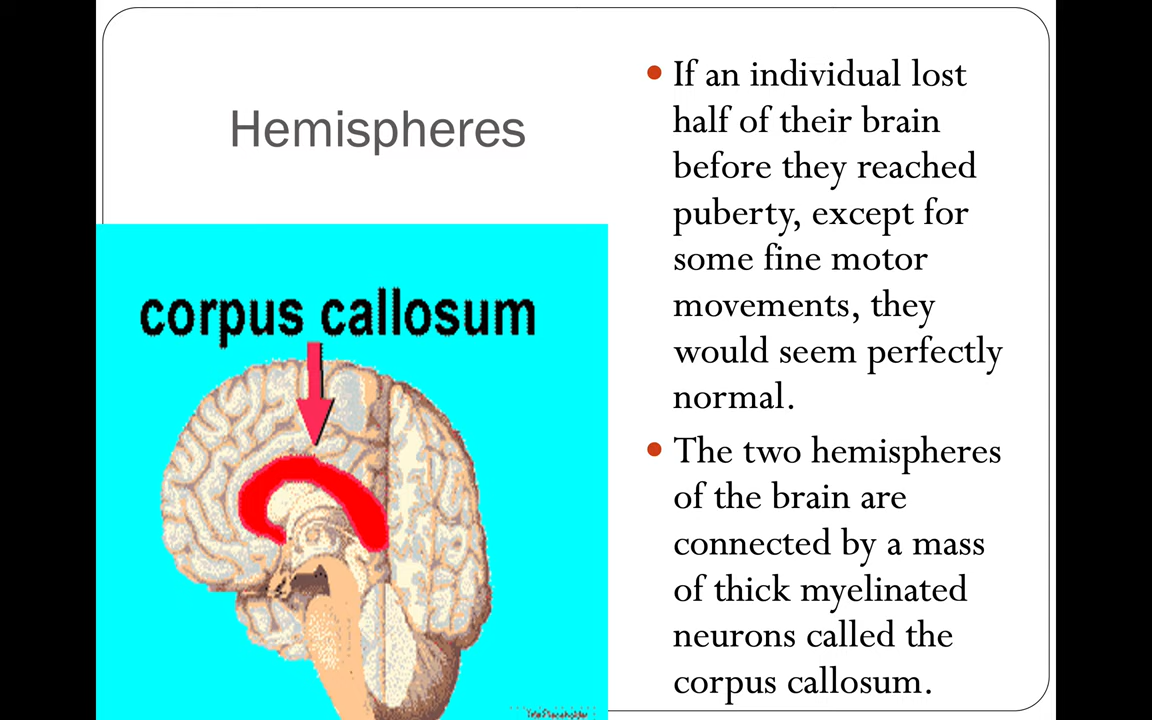 Hemispheres
corpus callosum
• If an individual lost
half of their brain
before they reached
puberty, except for
some fine motor
movements, they
would seem perfectly
normal.
• The two hemispheres
of the brain are
connected by a mass
of thick myelinated
neurons called the
corpus callosum.